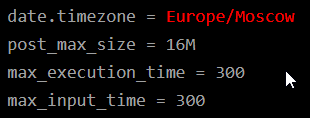 date.timezone = Europe/Moscow
post_max_size = 16M
max_execution_time = 300
max_input_time = 300